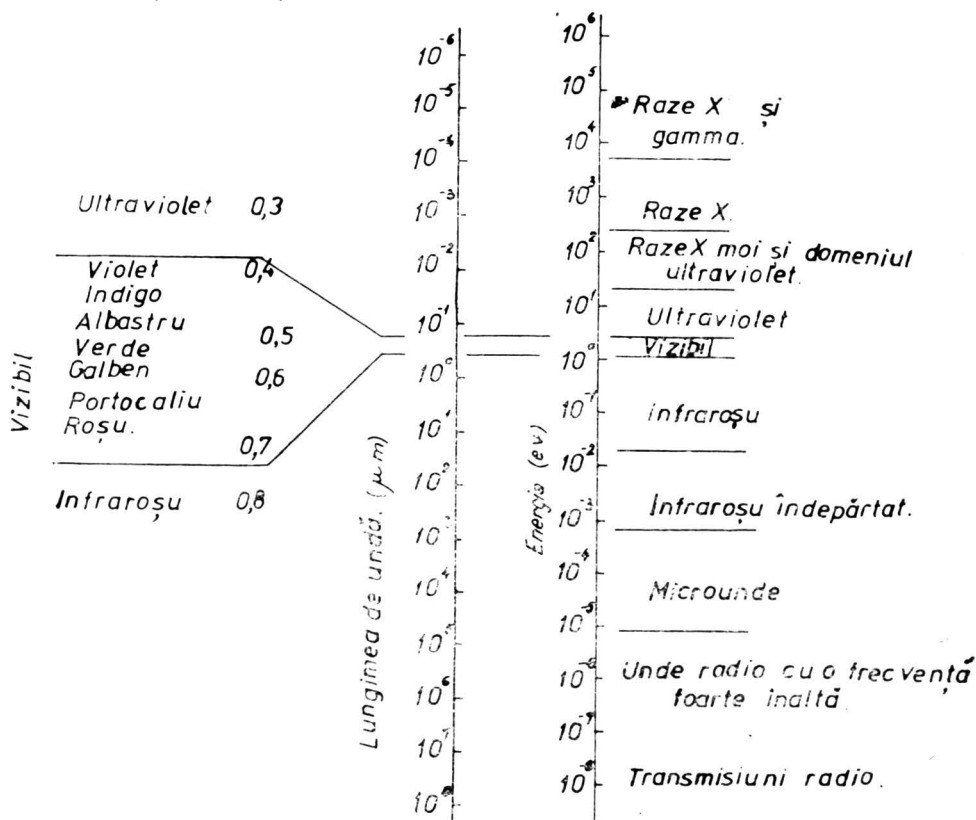 Ultraviolet 0,3
Violet 0,4
Indigo
Albastru 0,5
Verde
Galben 0,6
Portocaliu
Roșu.
0,7
Infraroșu 0,8
Vizibil
Lungimea de undă. (μm)
10⁻⁶
10⁻⁵
10⁻⁴
10⁻³
10⁻²
10⁻¹
10⁰
10¹
10²
10³
10⁴
10⁵
10⁶
10⁷
10⁸
Energia (ev)
10⁶
10⁵
10⁴
10³
10²
10¹
10⁰
10⁻¹
10⁻²
10⁻³
10⁻⁴
10⁻⁵
10⁻⁶
10⁻⁷
10⁻⁸
Raze X și
gamma.
Raze X.
Raze X moi și domeniul
ultraviolet.
Ultraviolet
Vizibil
infraroșu
Infraroșu îndepărtat.
Microunde
Unde radio cu o frecvență
foarte înaltă.
Transmisiuni radio.